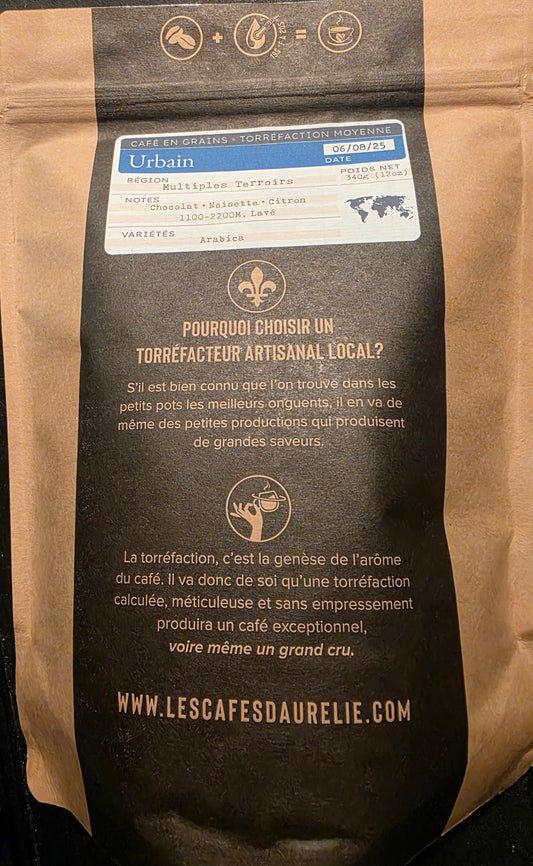 + =
CAFÉ EN GRAINS • TORRÉFACTION MOYENNE
Urbain
06/08/25
DATE
RÉGION
Multiples Terroirs
POIDS NET
340g (12oz)
NOTES
Chocolat • Noisette • Citron
1100-2200M, Lavé
VARIÉTÉS
Arabica
POURQUOI CHOISIR UN
TORRÉFACTEUR ARTISANAL LOCAL?
S'il est bien connu que l'on trouve dans les
petits pots les meilleurs onguents, il en va de
même des petites productions qui produisent
de grandes saveurs.
La torréfaction, c'est la genèse de l'arôme
du café. Il va donc de soi qu'une torréfaction
calculée, méticuleuse et sans empressement
produira un café exceptionnel,
voire même un grand cru.
WWW.LESCAFESDAURELIE.COM